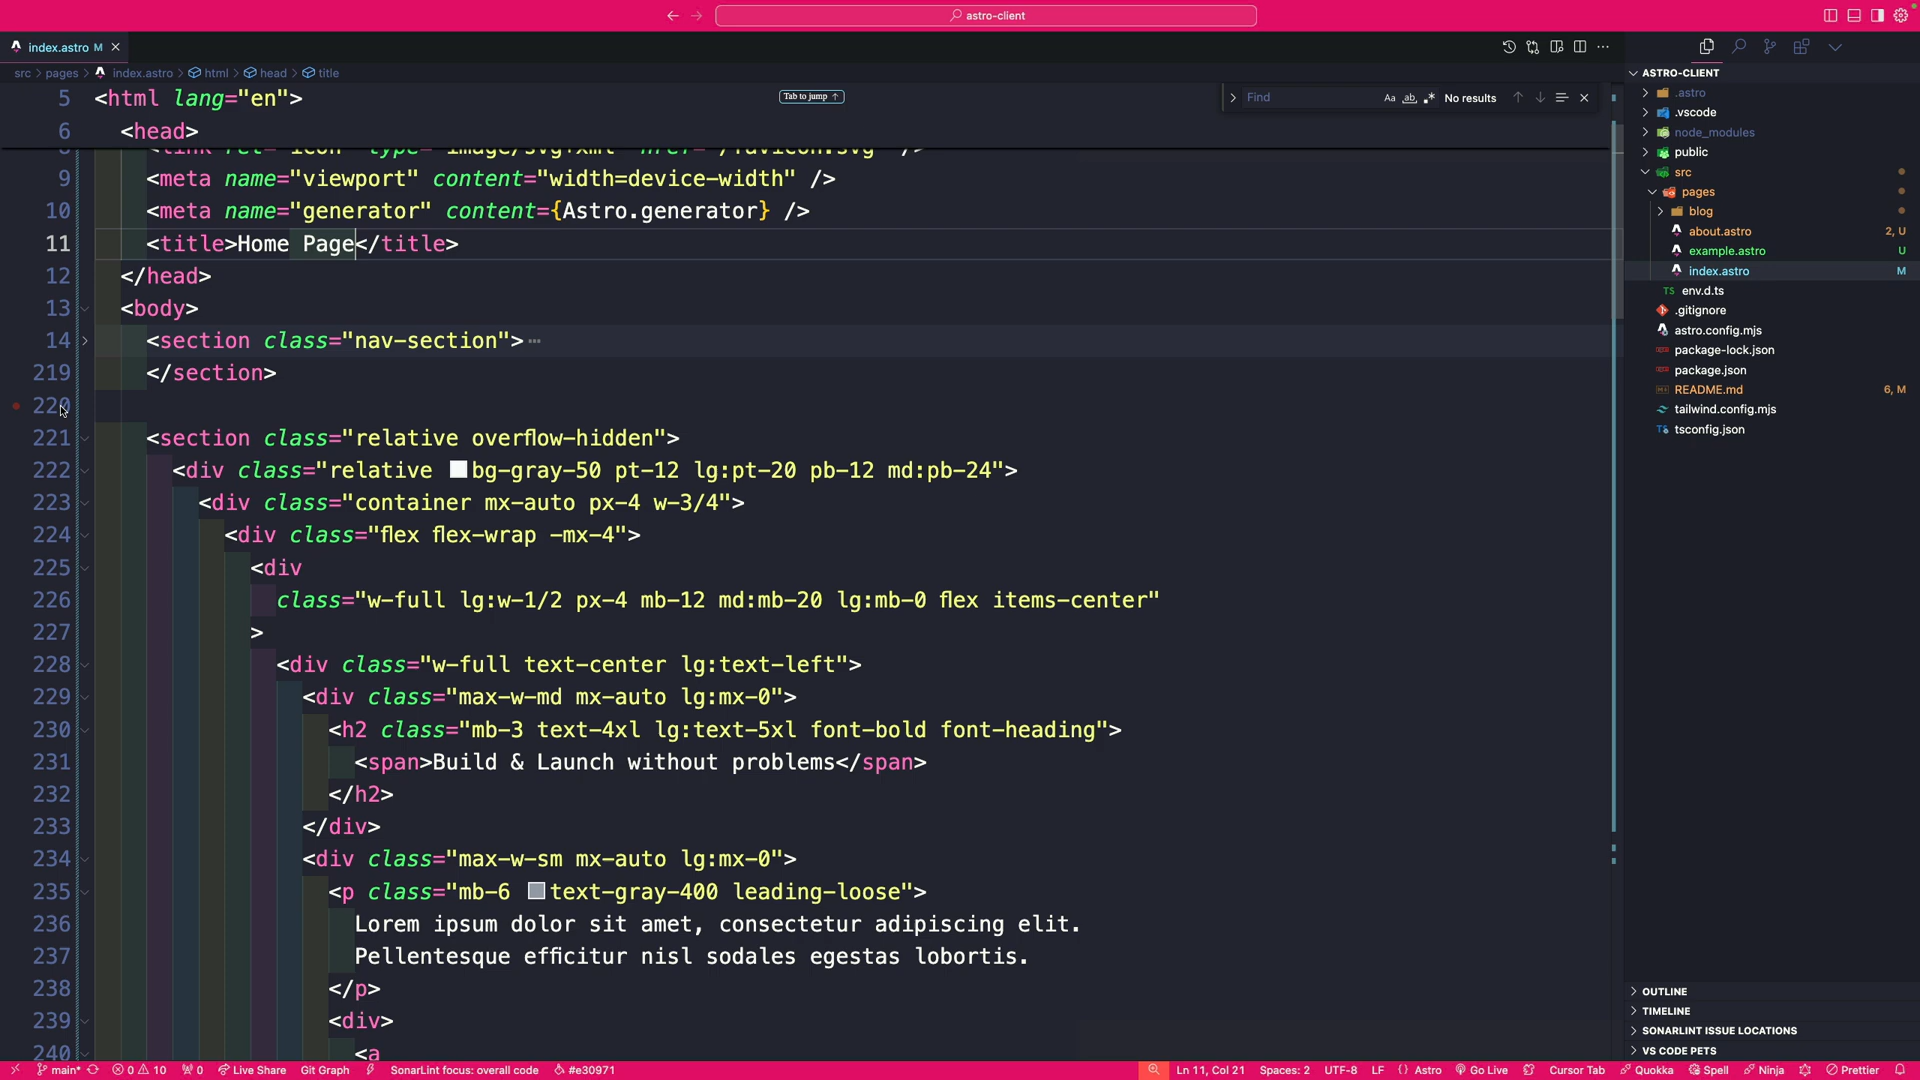 astro-client
index.astro M
src > pages > index.astro > html > head > title
5 <html lang="en">
Tab to jump ↑
Find
Aa ab .* No results
6 <head>
<link rel="icon" type="image/svg+xml" href="/favicon.svg" />
9 <meta name="viewport" content="width=device-width" />
10 <meta name="generator" content={Astro.generator} />
11 <title>Home Page</title>
12 </head>
13 <body>
14 <section class="nav-section"> ···
219 </section>
220
221 <section class="relative overflow-hidden">
222 <div class="relative bg-gray-50 pt-12 lg:pt-20 pb-12 md:pb-24">
223 <div class="container mx-auto px-4 w-3/4">
224 <div class="flex flex-wrap -mx-4">
225 <div
226 class="w-full lg:w-1/2 px-4 mb-12 md:mb-20 lg:mb-0 flex items-center"
227 >
228 <div class="w-full text-center lg:text-left">
229 <div class="max-w-md mx-auto lg:mx-0">
230 <h2 class="mb-3 text-4xl lg:text-5xl font-bold font-heading">
231 <span>Build & Launch without problems</span>
232 </h2>
233 </div>
234 <div class="max-w-sm mx-auto lg:mx-0">
235 <p class="mb-6 text-gray-400 leading-loose">
236 Lorem ipsum dolor sit amet, consectetur adipiscing elit.
237 Pellentesque efficitur nisl sodales egestas lobortis.
238 </p>
239 <div>
240 <a
ASTRO-CLIENT
.astro
.vscode
node_modules
public
src
pages
blog
about.astro 2, U
example.astro U
index.astro M
TS env.d.ts
.gitignore
astro.config.mjs
package-lock.json
package.json
README.md 6, M
tailwind.config.mjs
tsconfig.json
OUTLINE
TIMELINE
SONARLINT ISSUE LOCATIONS
VS CODE PETS
main* 0 10 0 Live Share Git Graph SonarLint focus: overall code #e30971 Ln 11, Col 21 Spaces: 2 UTF-8 LF {} Astro Go Live Cursor Tab Quokka Spell Ninja Prettier